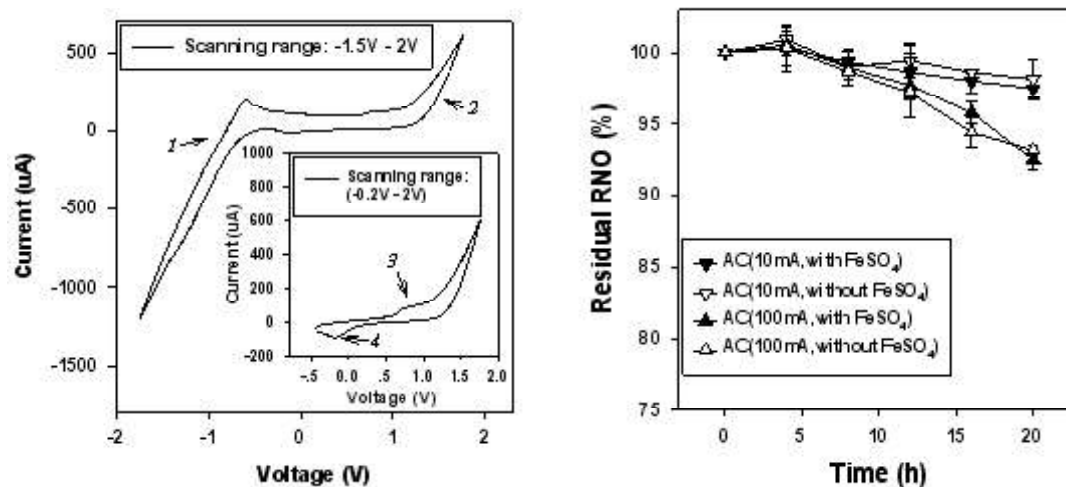 Current (uA)
500
0
-500
-1000
-1500
Scanning range: -1.5V - 2V
1
2
Current (uA)
1000
800
600
400
200
0
-200
Scanning range:
(-0.2V - 2V)
3
4
-.5 0.0 .5 1.0 1.5 2.0
Voltage (V)
-2 -1 0 1 2
Voltage (V)
Residual RNO (%)
100
95
90
85
80
75
AC(10mA,with FeSO4)
AC(10mA,without FeSO4)
AC(100mA,with FeSO4)
AC(100mA,without FeSO4)
0 5 10 15 20
Time (h)